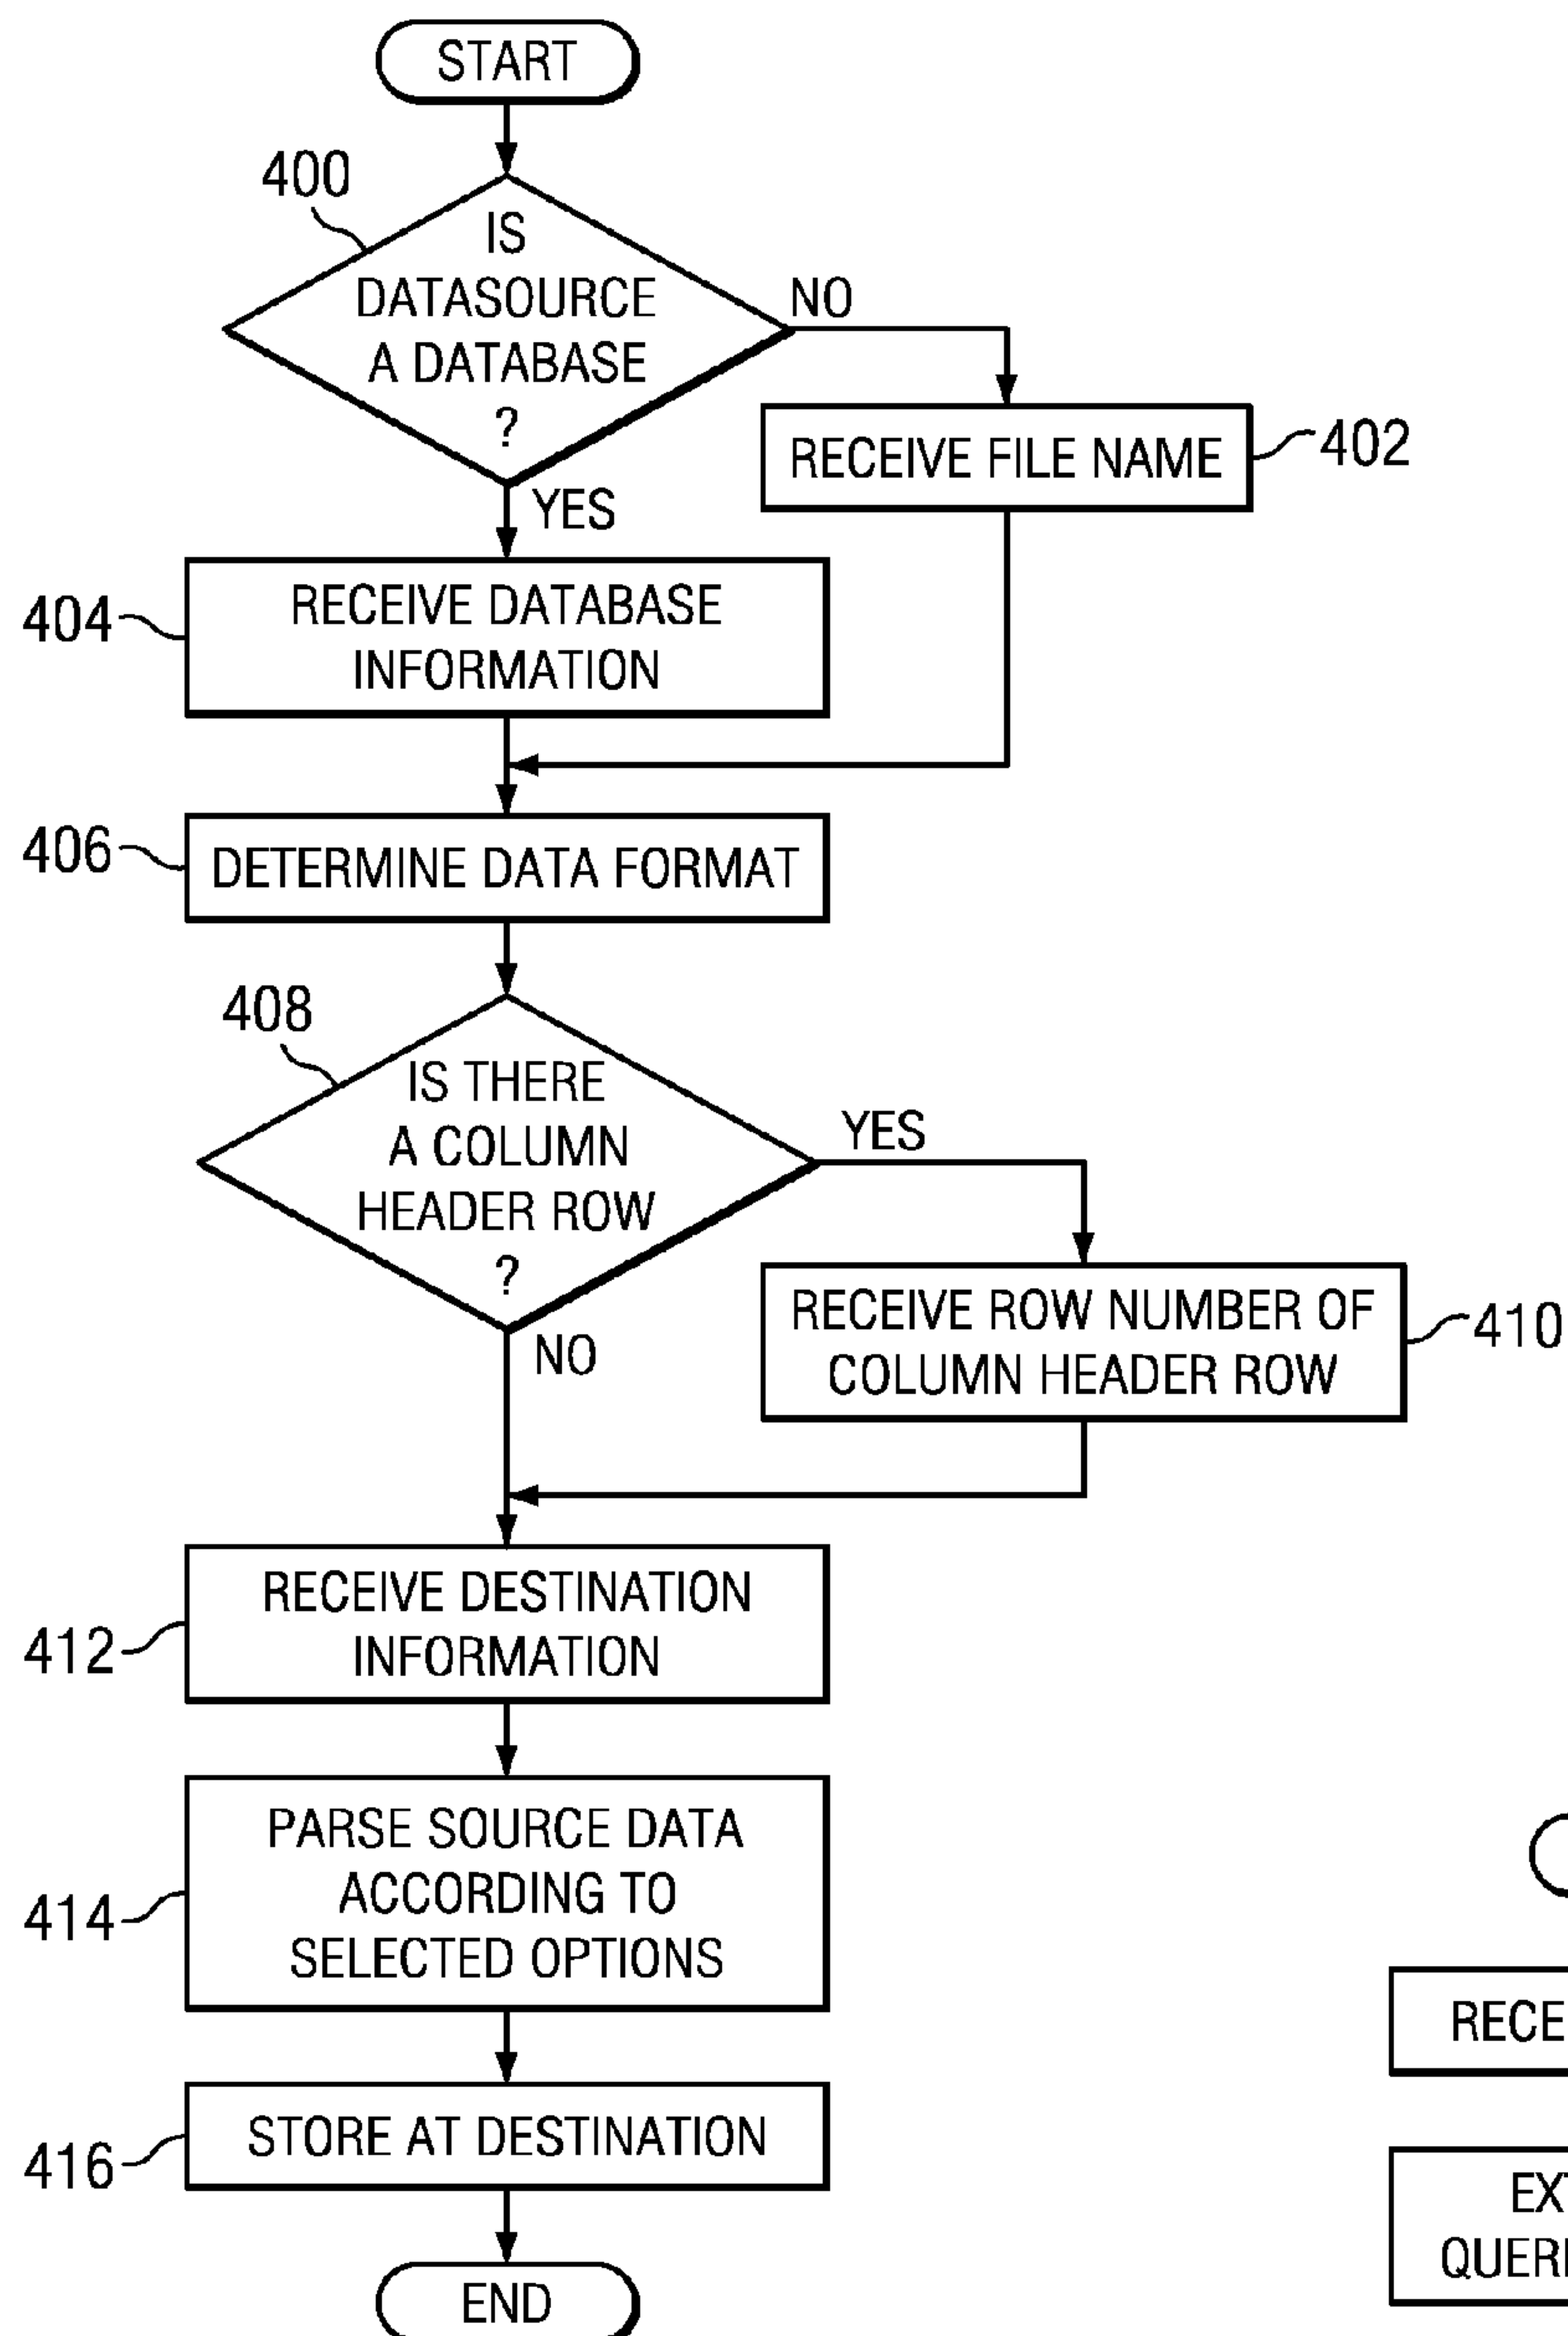 START
400
IS
DATASOURCE
A DATABASE
?
NO
YES
RECEIVE FILE NAME
402
404
RECEIVE DATABASE
INFORMATION
406
DETERMINE DATA FORMAT
408
IS THERE
A COLUMN
HEADER ROW
?
YES
NO
RECEIVE ROW NUMBER OF
COLUMN HEADER ROW
410
412
RECEIVE DESTINATION
INFORMATION
414
PARSE SOURCE DATA
ACCORDING TO
SELECTED OPTIONS
416
STORE AT DESTINATION
END